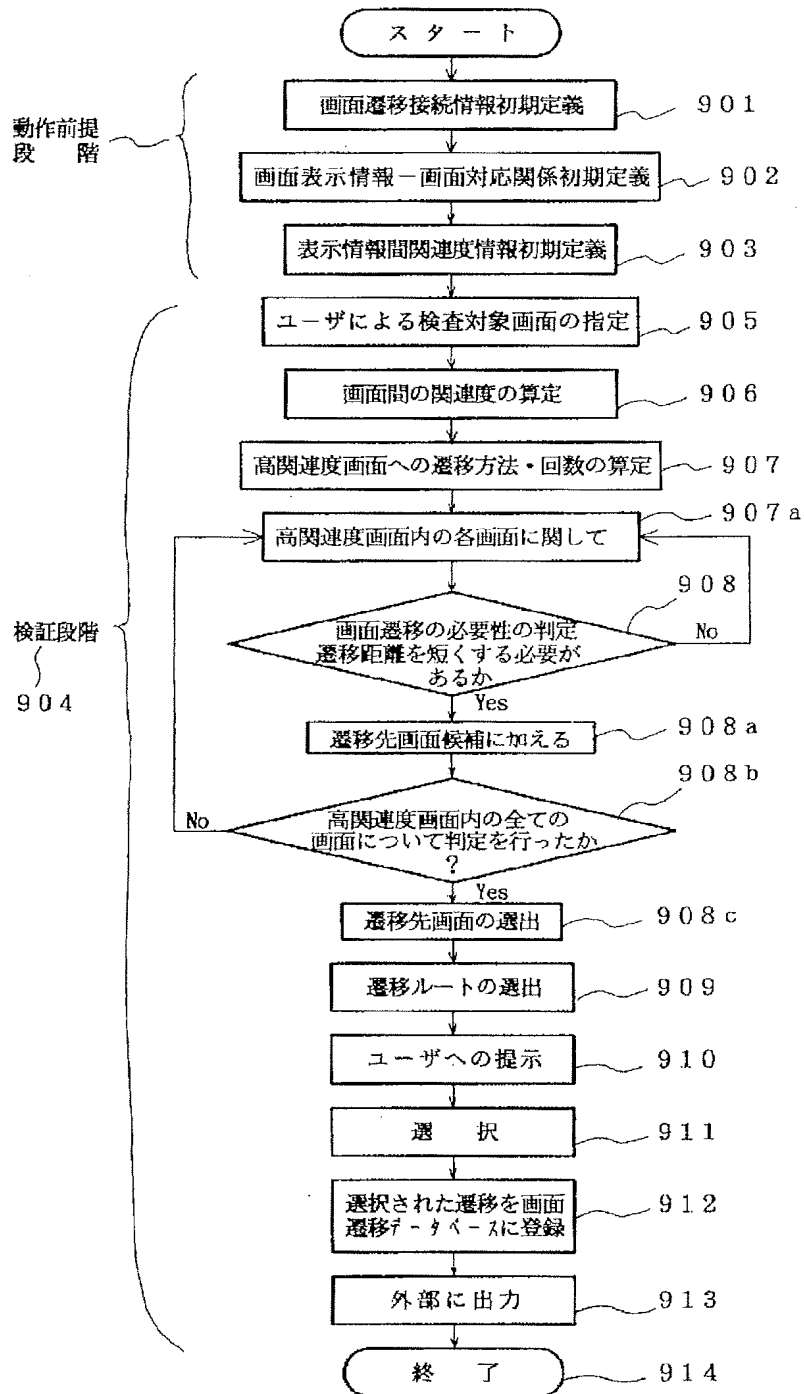 スタート
動作前提
段階
画面遷移接続情報初期定義
901
画面表示情報－画面対応関係初期定義
902
表示情報間関連度情報初期定義
903
ユーザによる検査対象画面の指定
905
画面間の関連度の算定
906
高関連度画面への遷移方法・回数の算定
907
高関連度画面内の各画面に関して
907a
検証段階
904
画面遷移の必要性の判定
遷移距離を短くする必要が
あるか
908
No
Yes
遷移先画面候補に加える
908a
高関連度画面内の全ての
画面について判定を行ったか
?
908b
No
Yes
遷移先画面の選出
908c
遷移ルートの選出
909
ユーザへの提示
910
選択
911
選択された遷移を画面
遷移データベースに登録
912
外部に出力
913
終了
914